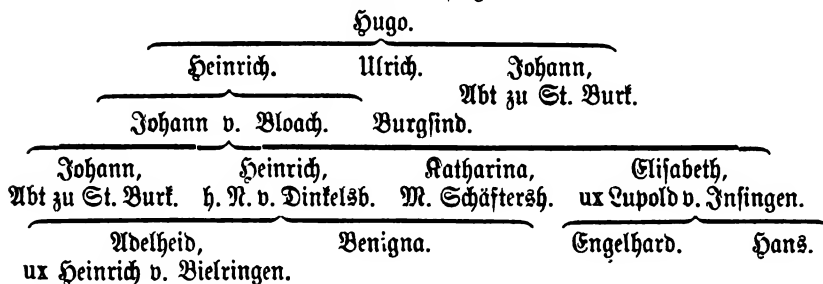 Hugo.
Heinrich. Ulrich. Johann,
Abt zu St. Burk.
Johann v. Bloach. Burgsind.
Johann, Heinrich, Katharina, Elisabeth,
Abt zu St. Burk. h. N. v. Dinkelsb. M. Schäftersh. ux Lupold v. Insingen.
Adelheid, Benigna. Engelhard. Hans.
ux Heinrich v. Bielringen.